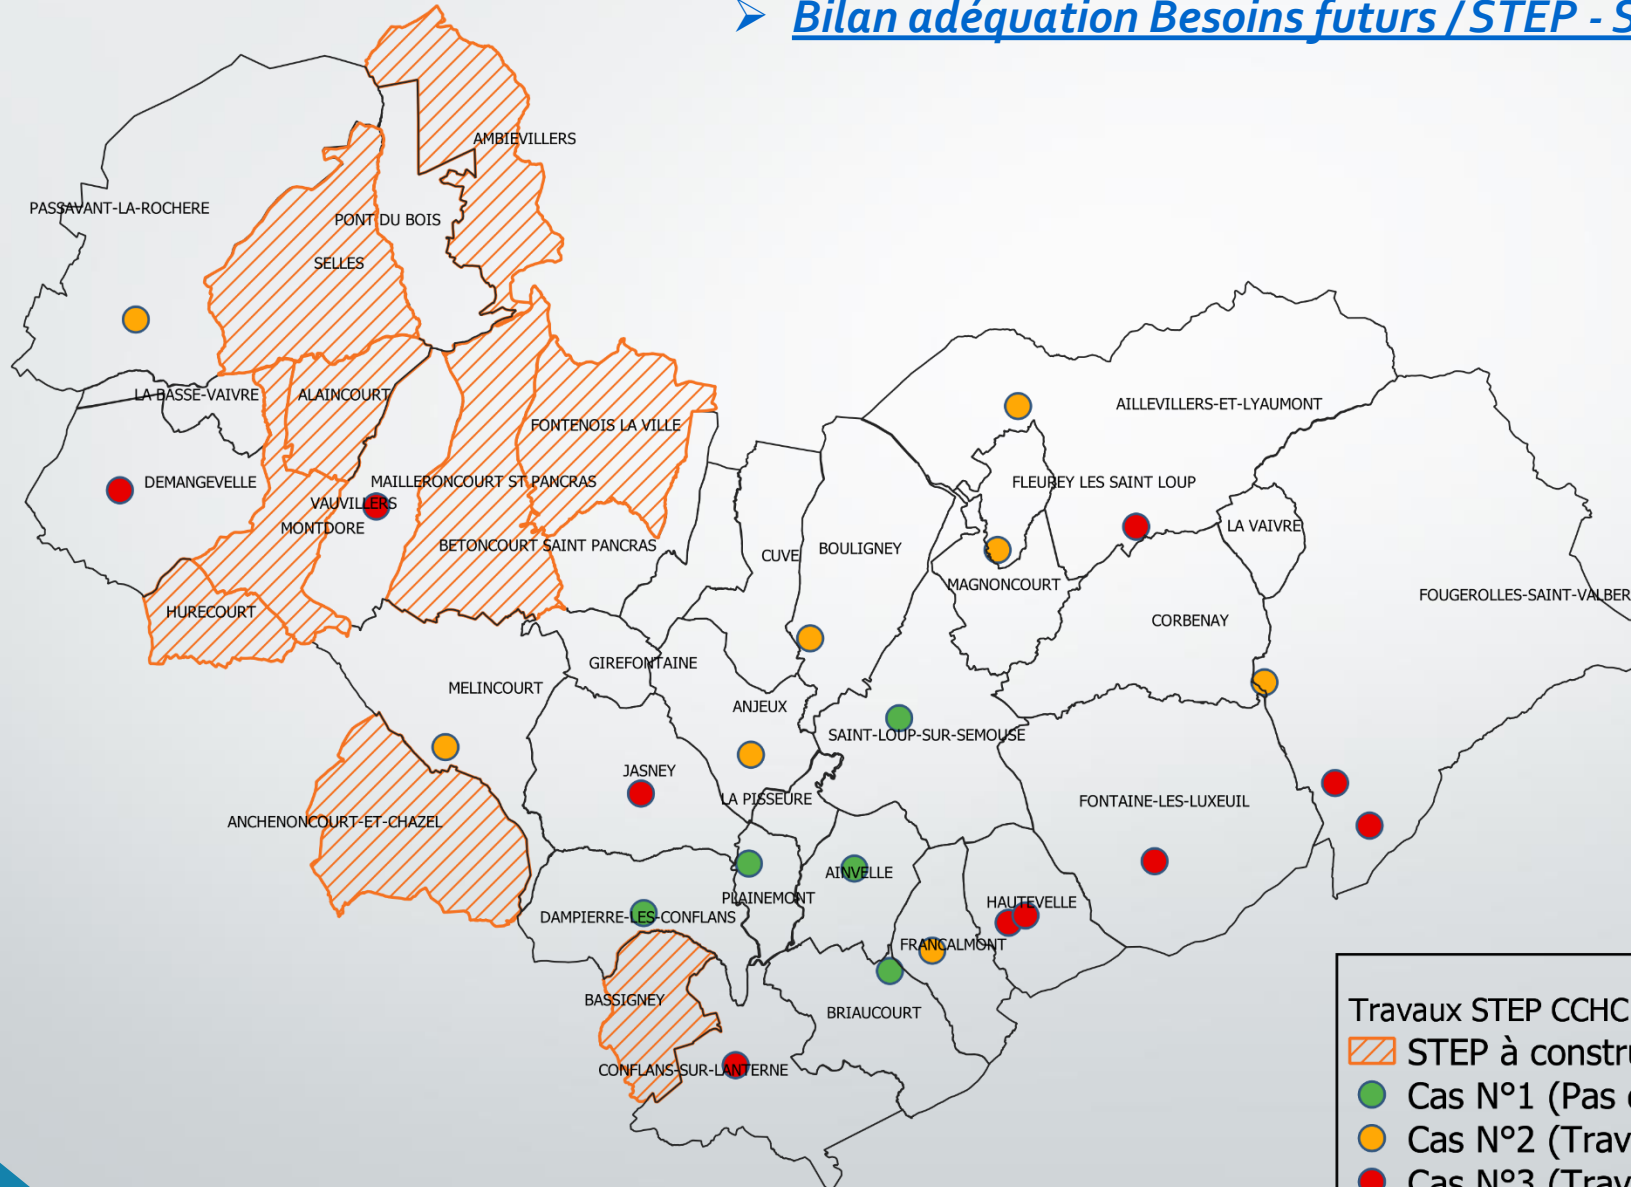 ➢ Bilan adéquation Besoins futurs / STEP - S
AMBIEVILLERS
PASSAVANT-LA-ROCHERE
PONT DU BOIS
SELLES
LA BASSE-VAIVRE
ALAINCOURT
AILLEVILLERS-ET-LYAUMONT
FONTENOIS LA VILLE
DEMANGEVELLE
MAILLERONCOURT ST PANCRAS
FLEUREY LES SAINT LOUP
VAUVILLERS
MONTDORE
LA VAIVRE
BETONCOURT SAINT PANCRAS
CUVE
BOULIGNEY
MAGNONCOURT
FOUGEROLLES-SAINT-VALBER
HURECOURT
CORBENAY
GIREFONTAINE
MELINCOURT
ANJEUX
SAINT-LOUP-SUR-SEMOUSE
JASNEY
LA PISSEURE
FONTAINE-LES-LUXEUIL
ANCHENONCOURT-ET-CHAZEL
AINVELLE
PLAINEMONT
HAUTEVELLE
DAMPIERRE-LES-CONFLANS
FRANCALMONT
BASSIGNEY
BRIAUCOURT
CONFLANS-SUR-LANTERNE
Travaux STEP CCHC
STEP à constru
Cas N°1 (Pas
Cas N°2 (Trav
Cas N°3 (Trav